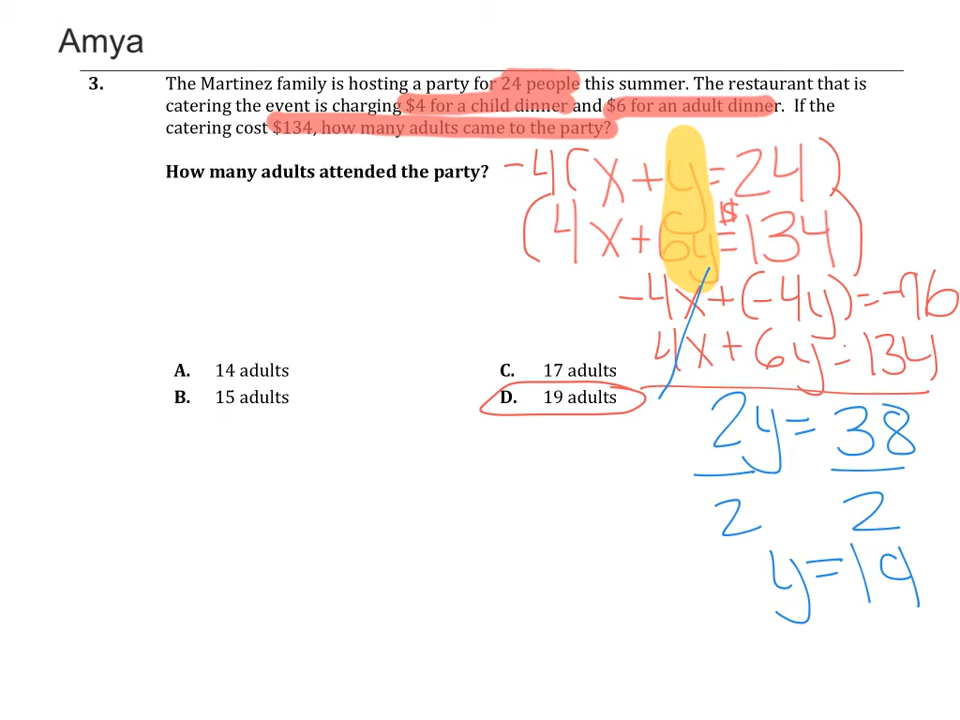 Amya
3. The Martinez family is hosting a party for 24 people this summer. The restaurant that is
catering the event is charging $4 for a child dinner and $6 for an adult dinner. If the
catering cost $134, how many adults came to the party?
How many adults attended the party?
-4(x+y=24)
(4x+6y=$134)
-4x+(-4y)=-96
4x+6y=134
A. 14 adults
C. 17 adults
B. 15 adults
D. 19 adults
2y=38
2 2
y=19